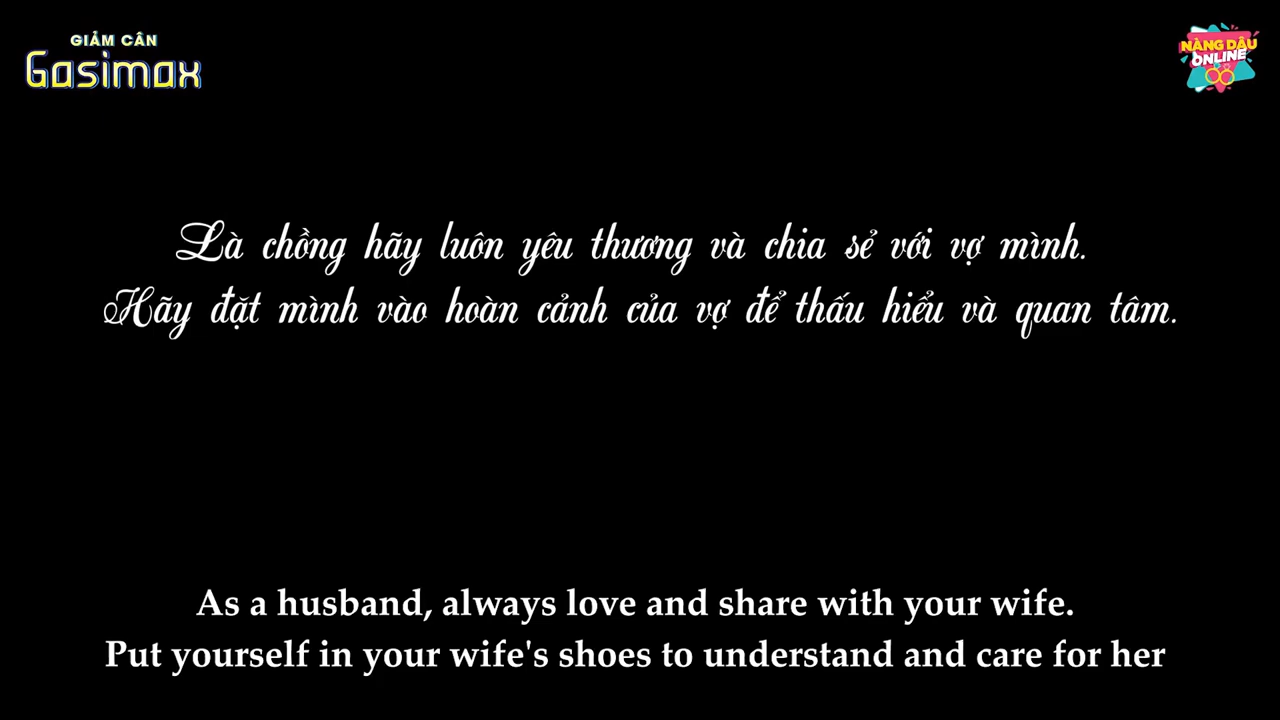 GIẢM CÂN
Gasimax
NÀNG DÂU
ONLINE
Là chồng hãy luôn yêu thương và chia sẻ với vợ mình.
Hãy đặt mình vào hoàn cảnh của vợ để thấu hiểu và quan tâm.
As a husband, always love and share with your wife.
Put yourself in your wife's shoes to understand and care for her